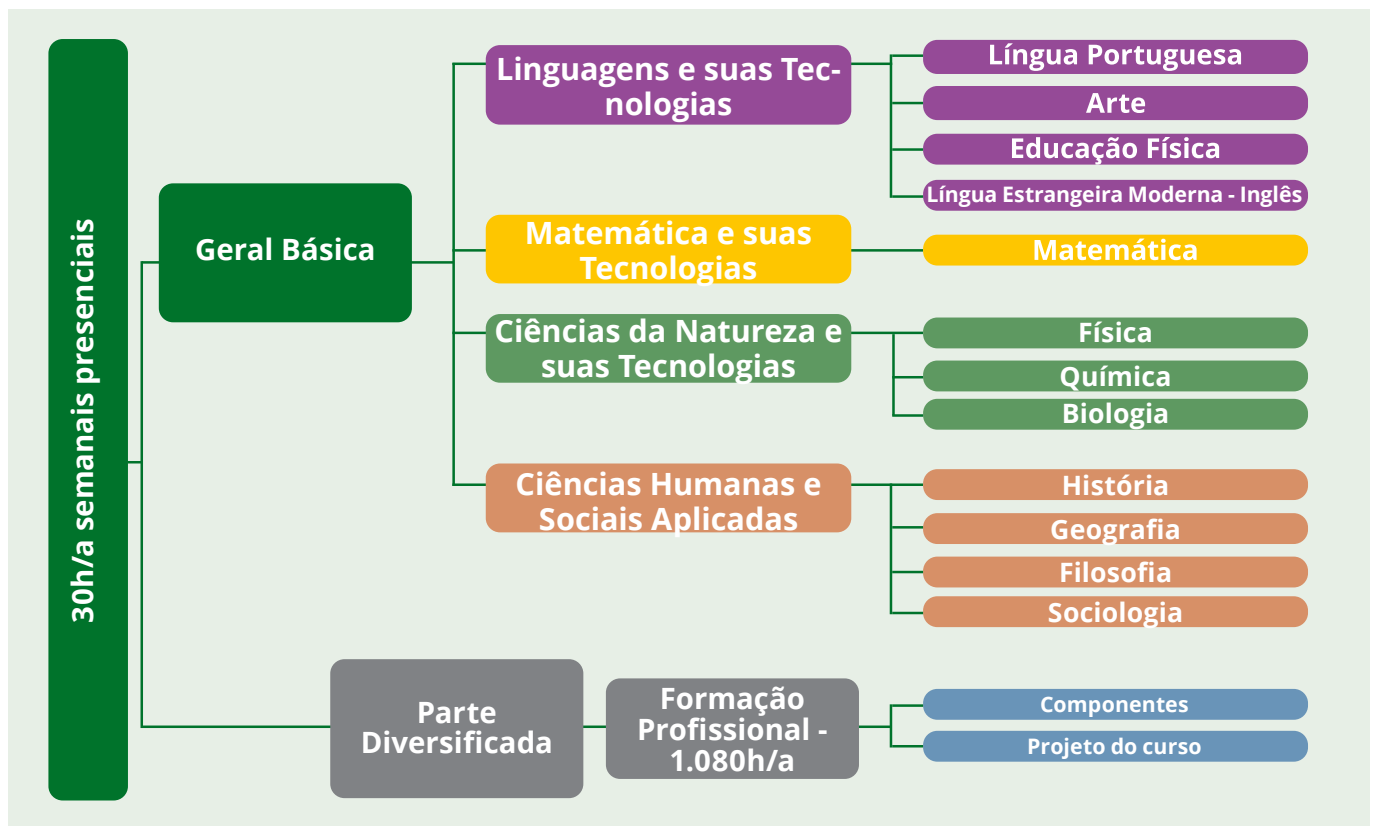 30h/a semanais presenciais
Geral Básica
Linguagens e suas Tec-
nologias
Língua Portuguesa
Arte
Educação Física
Língua Estrangeira Moderna - Inglês
Matemática e suas
Tecnologias
Matemática
Ciências da Natureza e
suas Tecnologias
Física
Química
Biologia
Ciências Humanas e
Sociais Aplicadas
História
Geografia
Filosofia
Sociologia
Parte
Diversificada
Formação
Profissional -
1.080h/a
Componentes
Projeto do curso